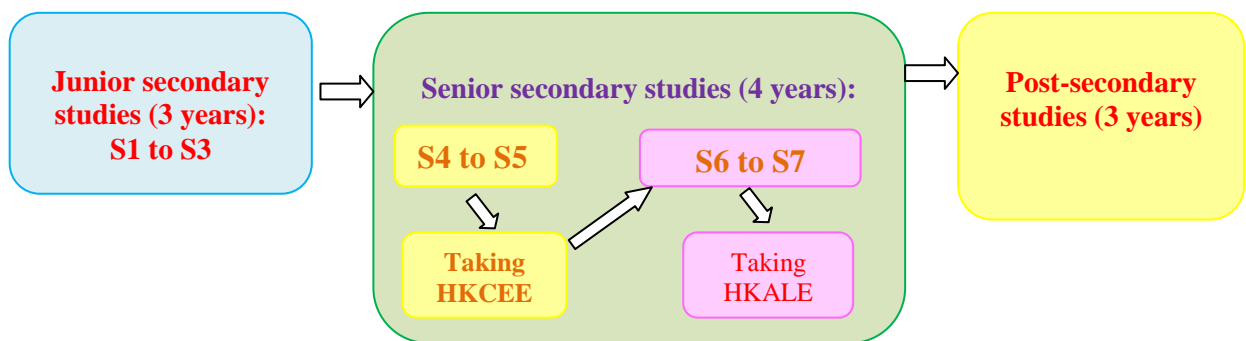 Junior secondary
studies (3 years):
S1 to S3
Senior secondary studies (4 years):
S4 to S5
S6 to S7
Taking
HKCEE
Taking
HKALE
Post-secondary
studies (3 years)